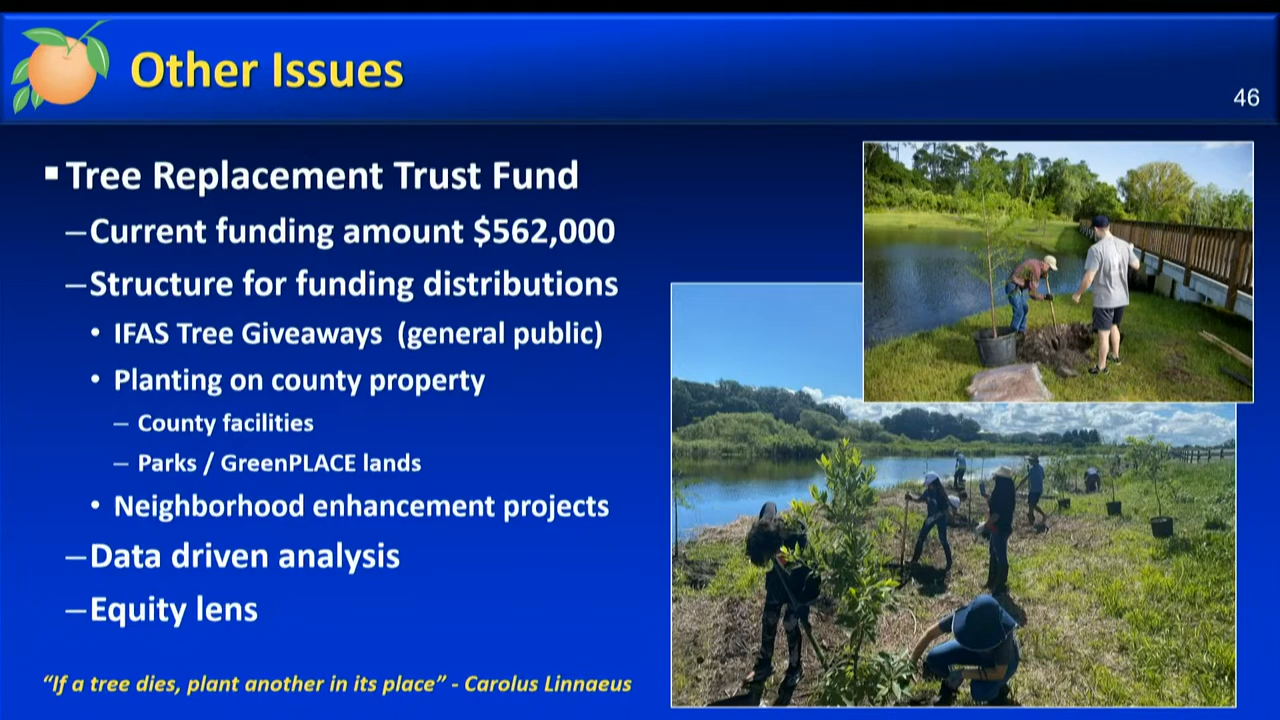 Other Issues
46
▪Tree Replacement Trust Fund
–Current funding amount $562,000
–Structure for funding distributions
• IFAS Tree Giveaways (general public)
• Planting on county property
– County facilities
– Parks / GreenPLACE lands
• Neighborhood enhancement projects
–Data driven analysis
–Equity lens
“If a tree dies, plant another in its place” - Carolus Linnaeus